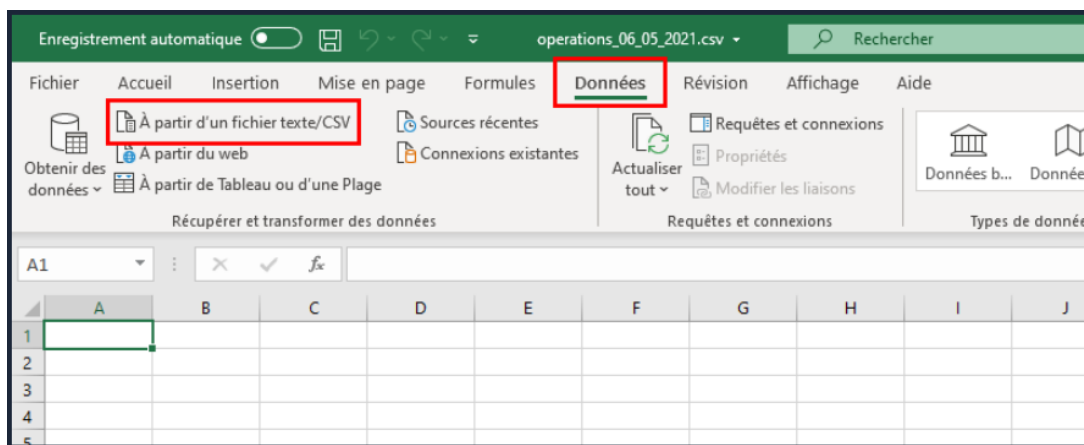 Enregistrement automatique operations_06_05_2021.csv Rechercher
Fichier Accueil Insertion Mise en page Formules Données Révision Affichage Aide
Obtenir des
données
À partir d'un fichier texte/CSV
À partir du web
À partir de Tableau ou d'une Plage
Sources récentes
Connexions existantes
Récupérer et transformer des données
Actualiser
tout
Requêtes et connexions
Propriétés
Modifier les liaisons
Requêtes et connexions
Données b... Donnée
Types de donnée
A1 fx
A B C D E F G H I J
1
2
3
4
5